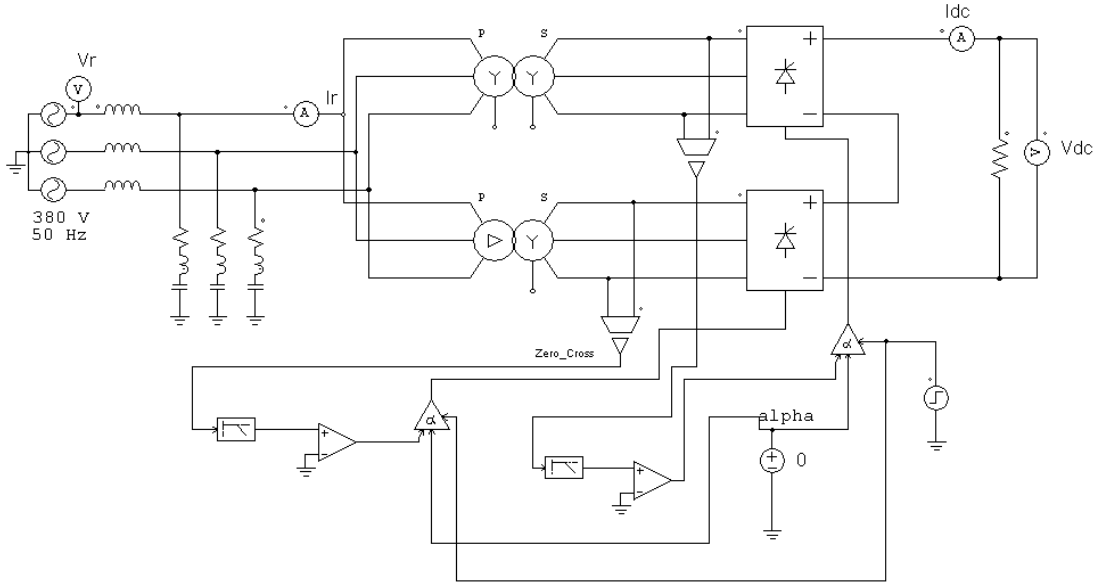 Idc
A
P
S
Vr
V
Y
Y
+
−
Ir
A
V
Vdc
380 V
50 Hz
P
S
Y
+
−
Zero_Cross
α
α
alpha
+
−
+
−
0
+
−